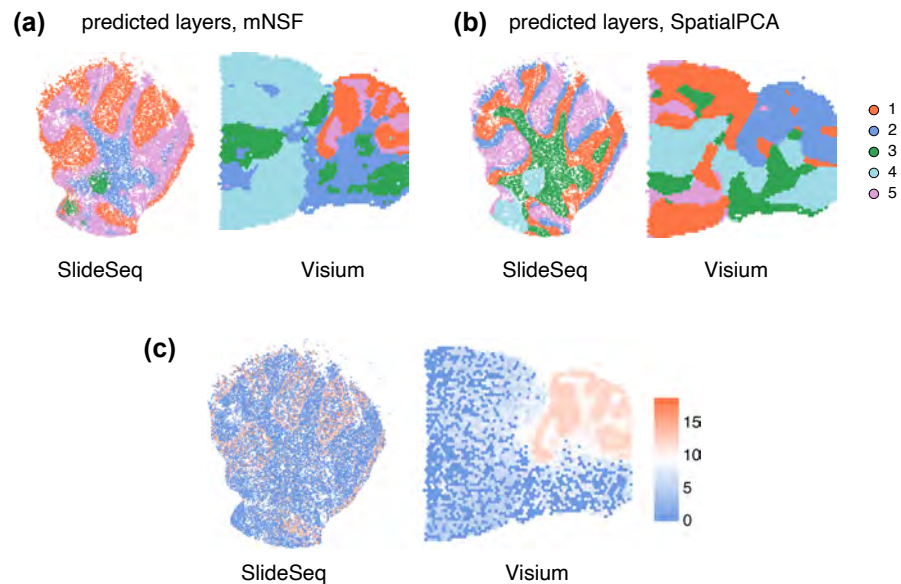 (a) predicted layers, mNSF
(b) predicted layers, SpatialPCA
1
2
3
4
5
SlideSeq Visium
SlideSeq Visium
(c)
15
10
5
0
SlideSeq Visium